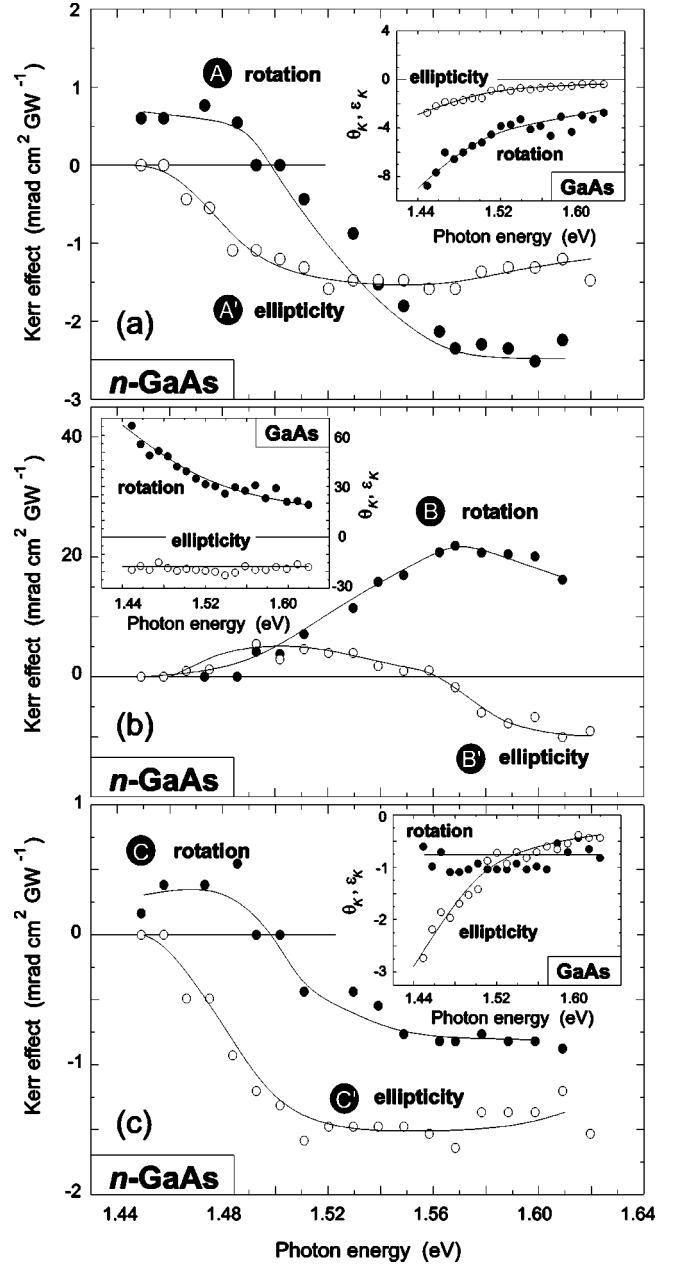 2
1
0
-1
-2
-3
Kerr effect (mrad cm² GW⁻¹)
A rotation
A' ellipticity
(a)
n-GaAs
4
0
-4
-8
θK, εK
ellipticity
rotation
GaAs
1.44 1.52 1.60
Photon energy (eV)
40
20
0
Kerr effect (mrad cm² GW⁻¹)
GaAs
rotation
ellipticity
60
30
0
-30
θK, εK
1.44 1.52 1.60
Photon energy (eV)
B rotation
B' ellipticity
(b)
n-GaAs
1
0
-1
-2
Kerr effect (mrad cm² GW⁻¹)
C rotation
C' ellipticity
(c)
n-GaAs
rotation
0
-1
-2
-3
θK, εK
ellipticity
GaAs
1.44 1.52 1.60
Photon energy (eV)
1.44 1.48 1.52 1.56 1.60 1.64
Photon energy (eV)